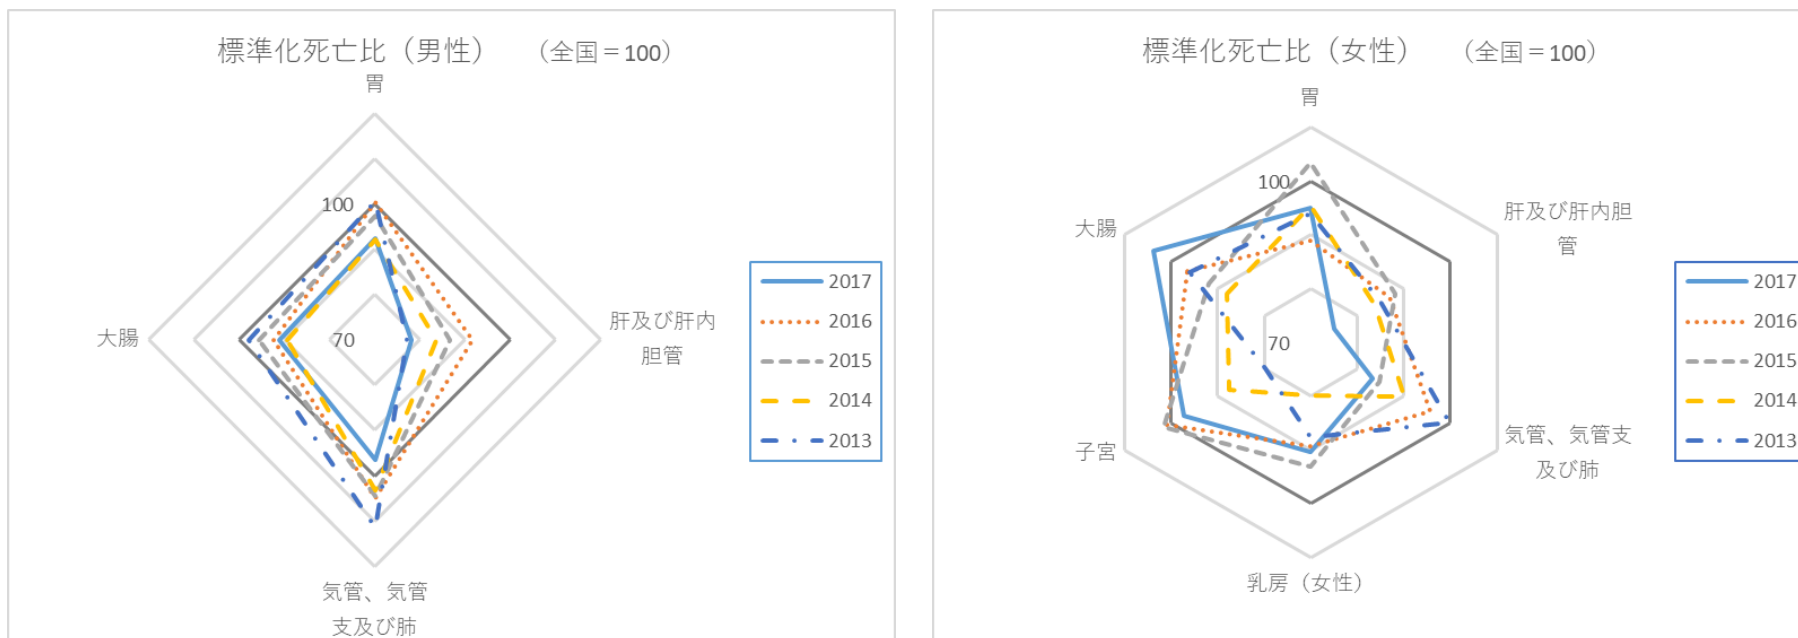 標準化死亡比（男性）　（全国＝100）
胃
100
70
大腸
肝及び肝内
胆管
気管、気管
支及び肺
2017
2016
2015
2014
2013
標準化死亡比（女性）　（全国＝100）
胃
100
70
大腸
肝及び肝内胆
管
子宮
気管、気管支
及び肺
乳房（女性）
2017
2016
2015
2014
2013